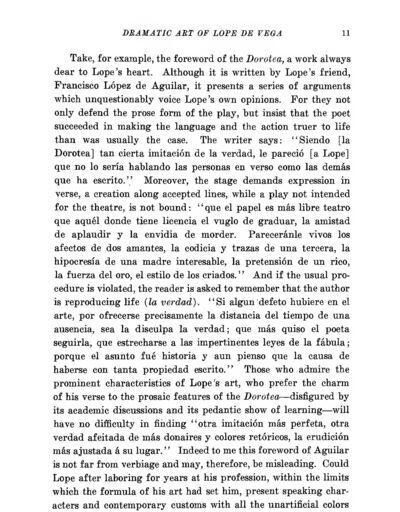 DRAMATIC ART OF LOPE DE VEGA 11
Take, for example, the foreword of the Dorotea, a work always
dear to Lope's heart. Although it is written by Lope's friend,
Francisco López de Aguilar, it presents a series of arguments
which unquestionably voice Lope's own opinions. For they not
only defend the prose form of the play, but insist that the poet
succeeded in making the language and the action truer to life
than was usually the case. The writer says: "Siendo [la
Dorotea] tan cierta imitación de la verdad, le pareció [a Lope]
que no lo sería hablando las personas en verso como las demás
que ha escrito." Moreover, the stage demands expression in
verse, a creation along accepted lines, while a play not intended
for the theatre, is not bound: "que el papel es más libre teatro
que aquél donde tiene licencia el vuglo de graduar, la amistad
de aplaudir y la envidia de morder. Pareceránle vivos los
afectos de dos amantes, la codicia y trazas de una tercera, la
hipocresía de una madre interesable, la pretensión de un rico,
la fuerza del oro, el estilo de los criados." And if the usual pro-
cedure is violated, the reader is asked to remember that the author
is reproducing life (la verdad). "Si algun defeto hubiere en el
arte, por ofrecerse precisamente la distancia del tiempo de una
ausencia, sea la disculpa la verdad; que más quiso el poeta
seguirla, que estrecharse a las impertinentes leyes de la fábula;
porque el asunto fué historia y aun pienso que la causa de
haberse con tanta propiedad escrito." Those who admire the
prominent characteristics of Lope's art, who prefer the charm
of his verse to the prosaic features of the Dorotea—disfigured by
its academic discussions and its pedantic show of learning—will
have no difficulty in finding "otra imitación más perfeta, otra
verdad afeitada de más donaires y colores retóricos, la erudición
más ajustada á su lugar." Indeed to me this foreword of Aguilar
is not far from verbiage and may, therefore, be misleading. Could
Lope after laboring for years at his profession, within the limits
which the formula of his art had set him, present speaking char-
acters and contemporary customs with all the unartificial colors